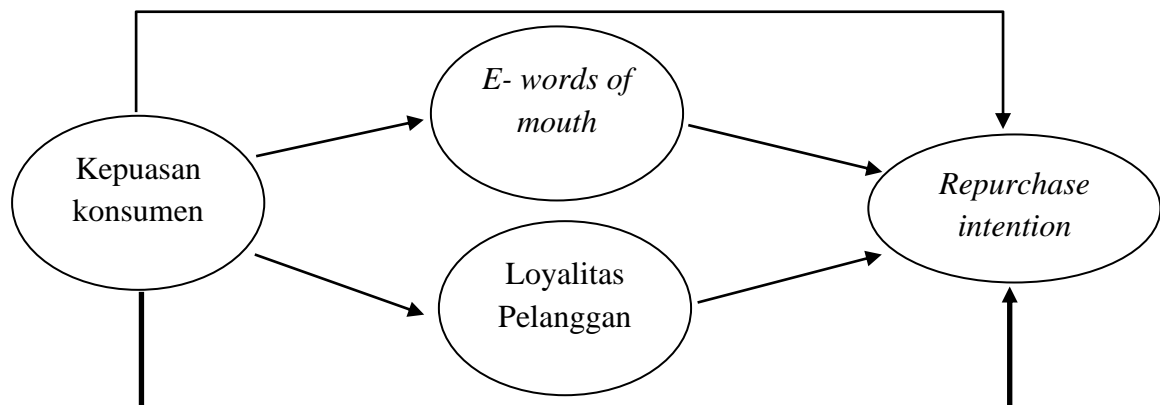 E- words of
mouth
Kepuasan
konsumen
Repurchase
intention
Loyalitas
Pelanggan